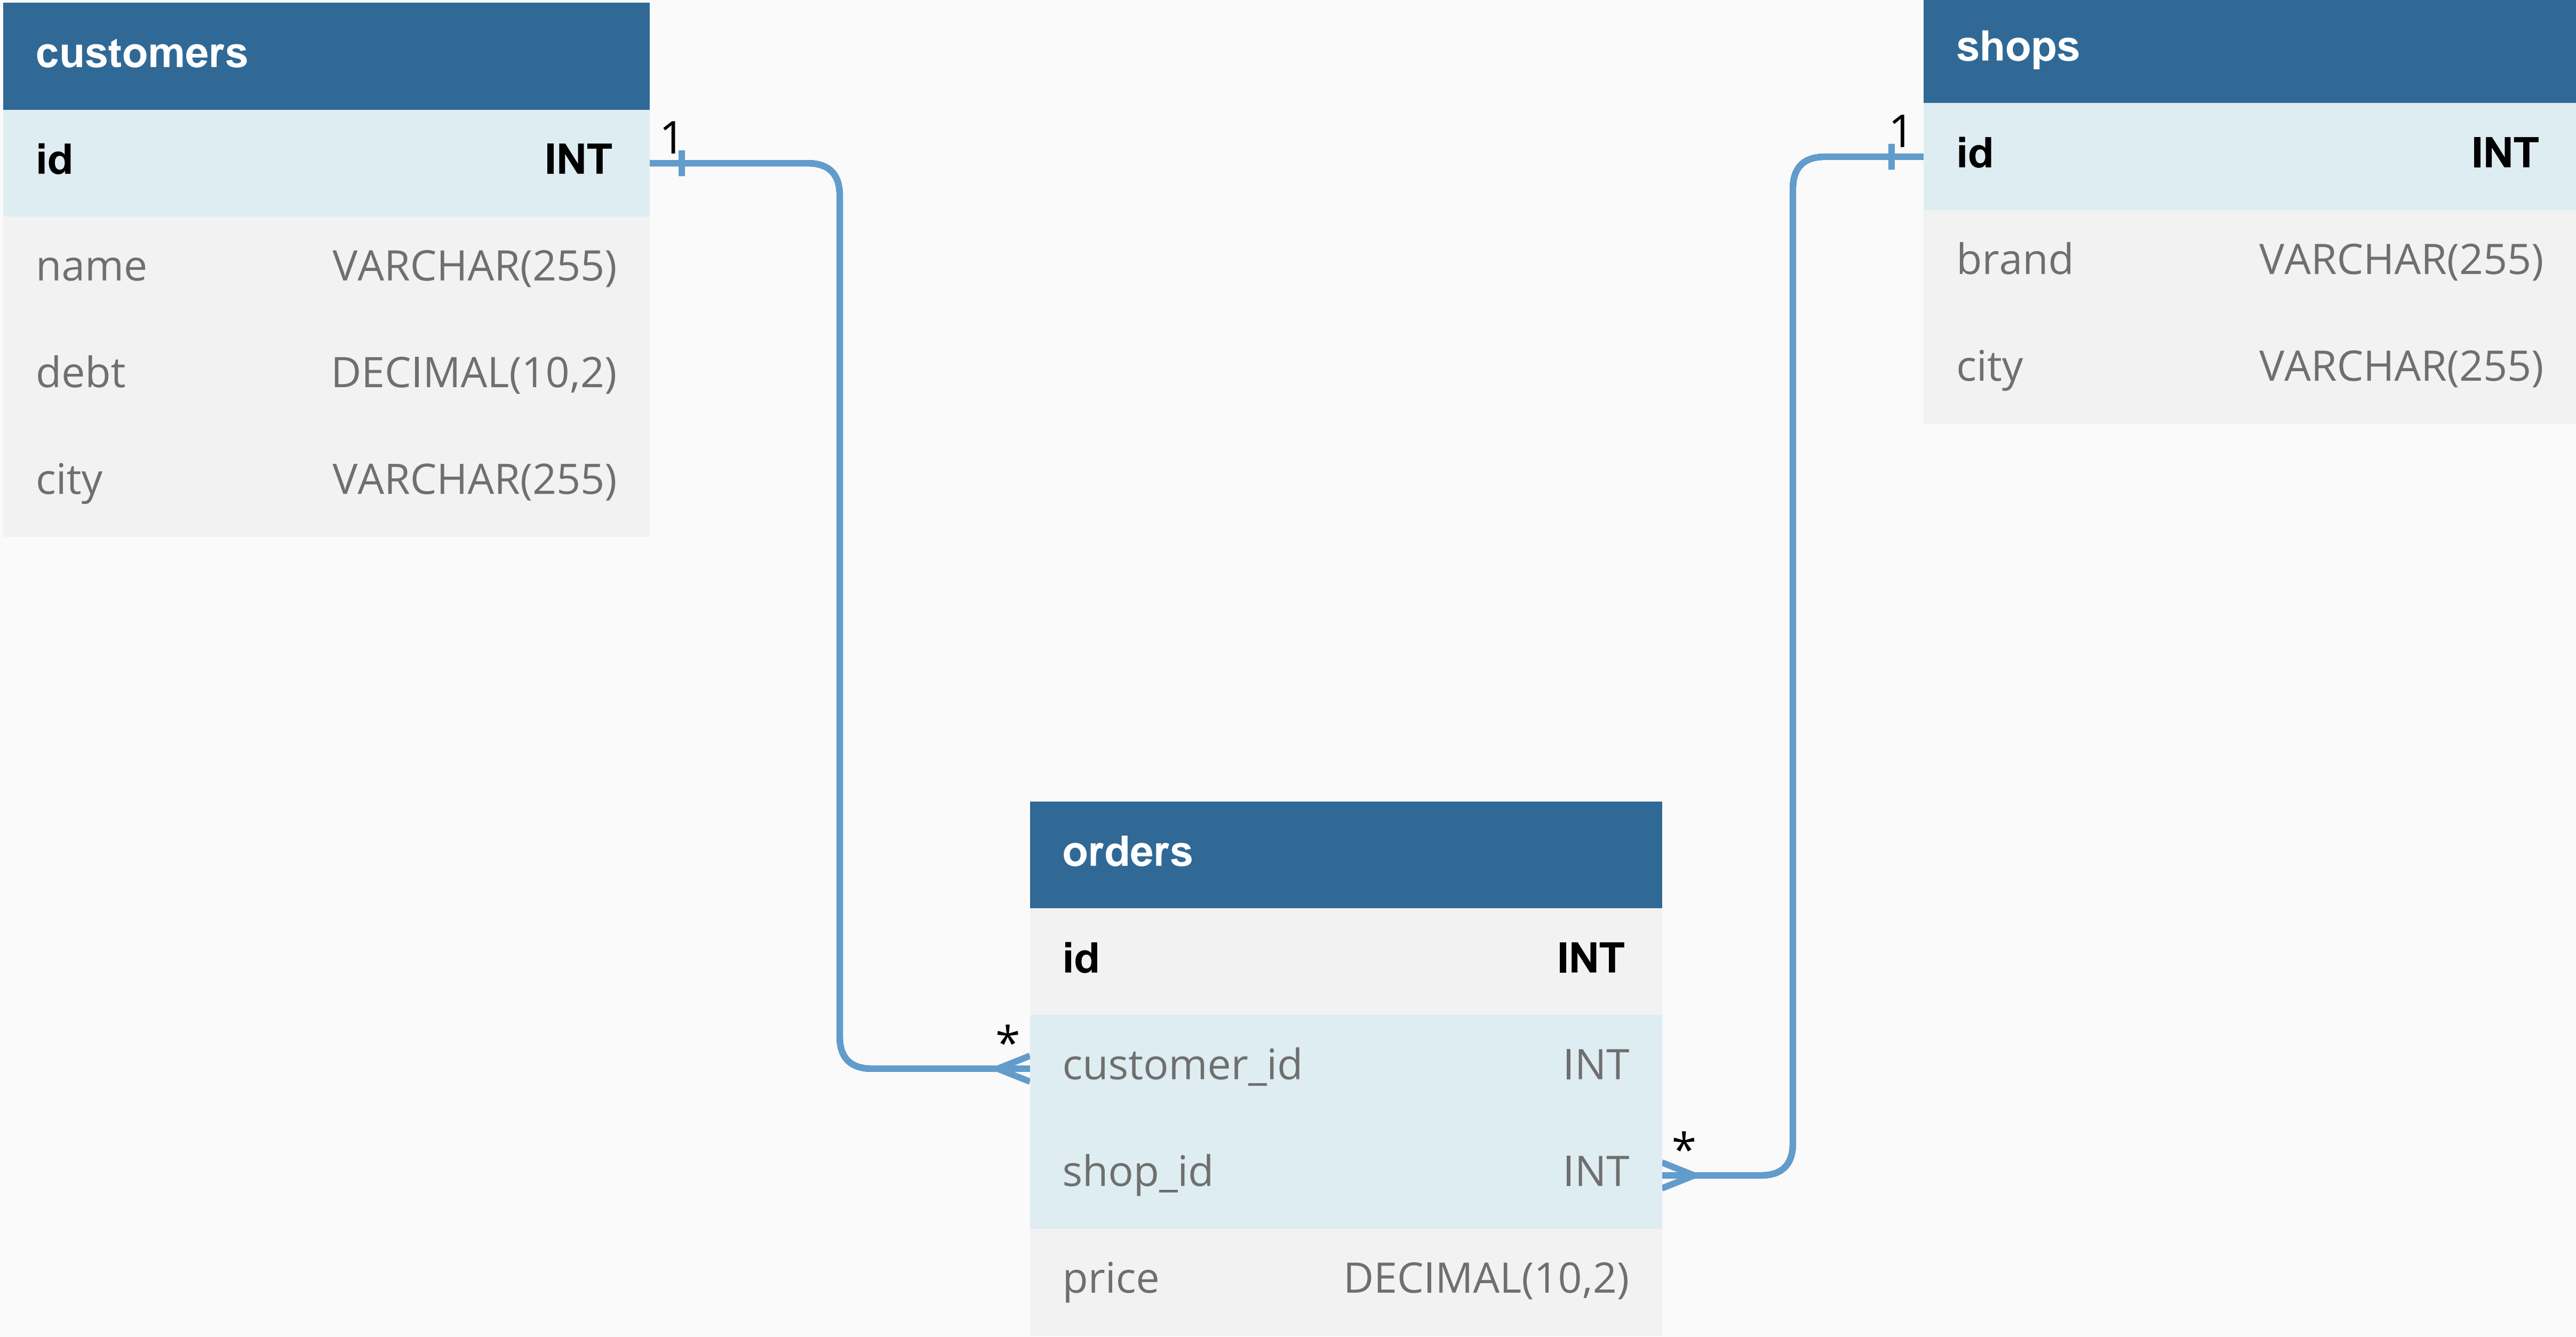 customers
id INT
name VARCHAR(255)
debt DECIMAL(10,2)
city VARCHAR(255)
1
1
shops
id INT
brand VARCHAR(255)
city VARCHAR(255)
orders
id INT
*
customer_id INT
shop_id INT
*
price DECIMAL(10,2)